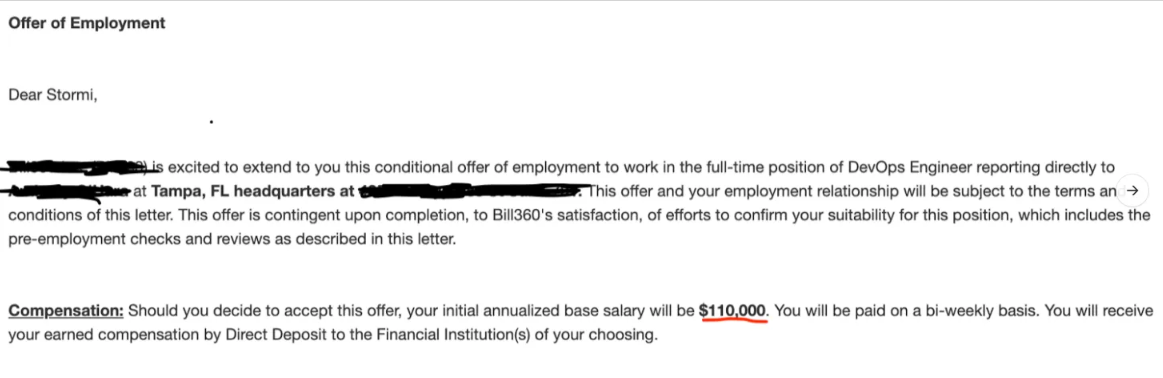 Offer of Employment
Dear Stormi,
is excited to extend to you this conditional offer of employment to work in the full-time position of DevOps Engineer reporting directly to
at Tampa, FL headquarters at This offer and your employment relationship will be subject to the terms an
conditions of this letter. This offer is contingent upon completion, to Bill360's satisfaction, of efforts to confirm your suitability for this position, which includes the
pre-employment checks and reviews as described in this letter.
Compensation: Should you decide to accept this offer, your initial annualized base salary will be $110,000. You will be paid on a bi-weekly basis. You will receive
your earned compensation by Direct Deposit to the Financial Institution(s) of your choosing.